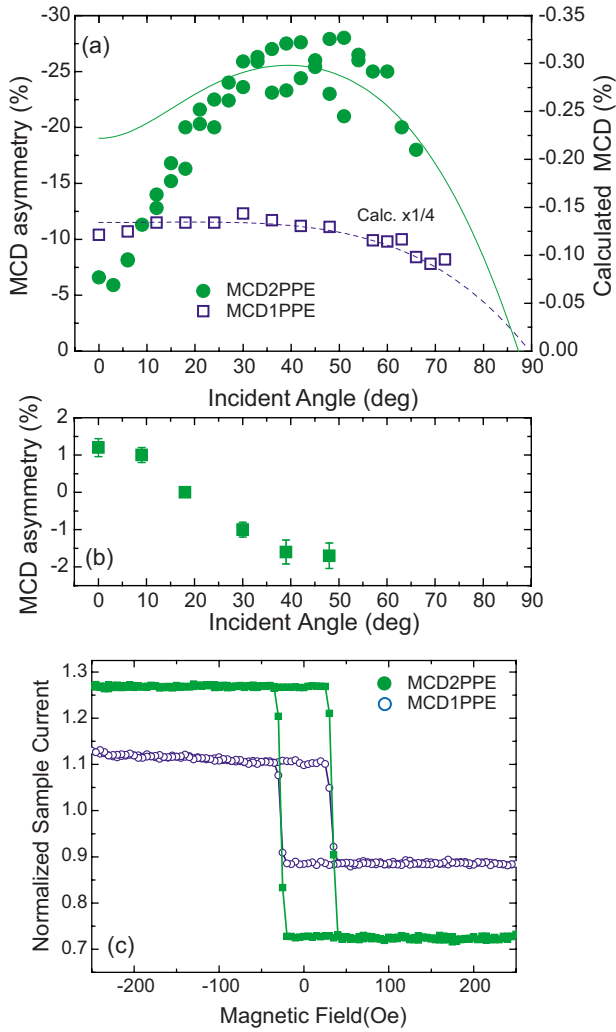 (a)
MCD asymmetry (%)
-30
-25
-20
-15
-10
-5
0
Calculated MCD (%)
-0.35
-0.30
-0.25
-0.20
-0.15
-0.10
-0.05
0.00
Calc. x1/4
MCD2PPE
MCD1PPE
0 10 20 30 40 50 60 70 80 90
Incident Angle (deg)
MCD asymmetry (%)
2
1
0
-1
-2
(b)
0 10 20 30 40 50 60 70 80 90
Incident Angle (deg)
Normalized Sample Current
1.3
1.2
1.1
1.0
0.9
0.8
0.7
MCD2PPE
MCD1PPE
(c)
-200 -100 0 100 200
Magnetic Field(Oe)